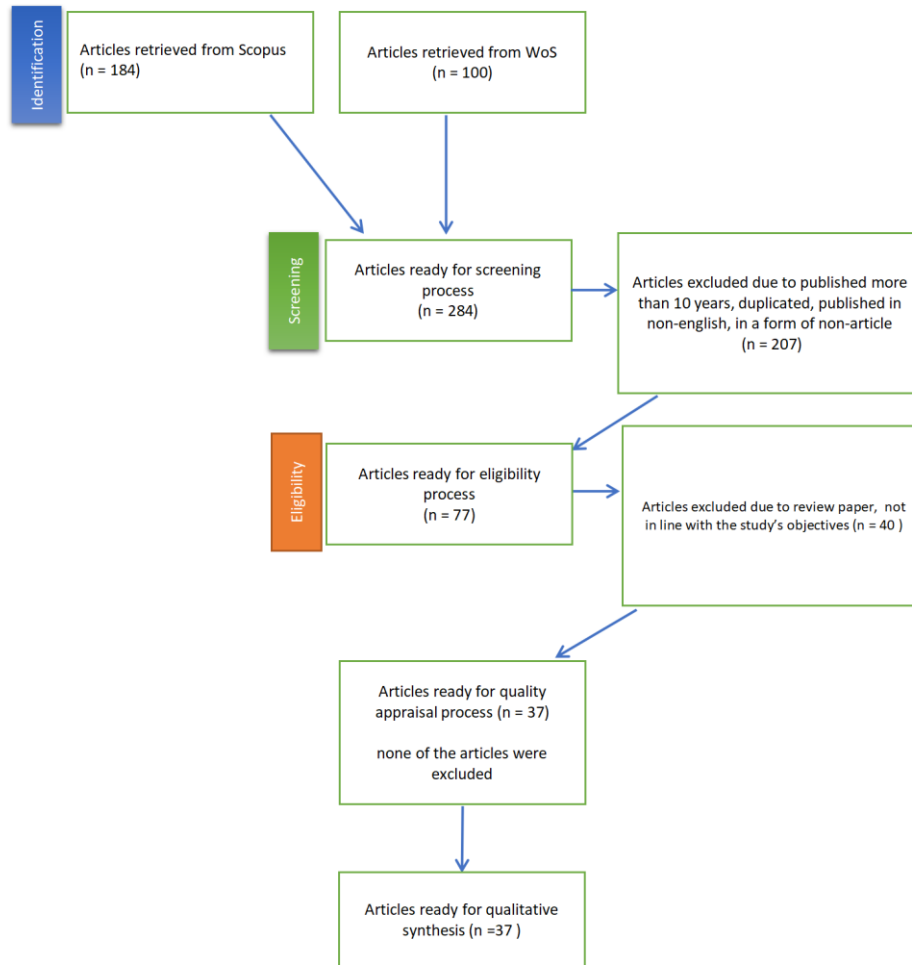 Identification
Articles retrieved from Scopus
(n = 184)
Articles retrieved from WoS
(n = 100)
Screening
Articles ready for screening
process
(n = 284)
Articles excluded due to published more
than 10 years, duplicated, published in
non-english, in a form of non-article
(n = 207)
Eligibility
Articles ready for eligibility
process
(n = 77)
Articles excluded due to review paper, not
in line with the study's objectives (n = 40 )
Articles ready for quality
appraisal process (n = 37)
none of the articles were
excluded
Articles ready for qualitative
synthesis (n =37 )